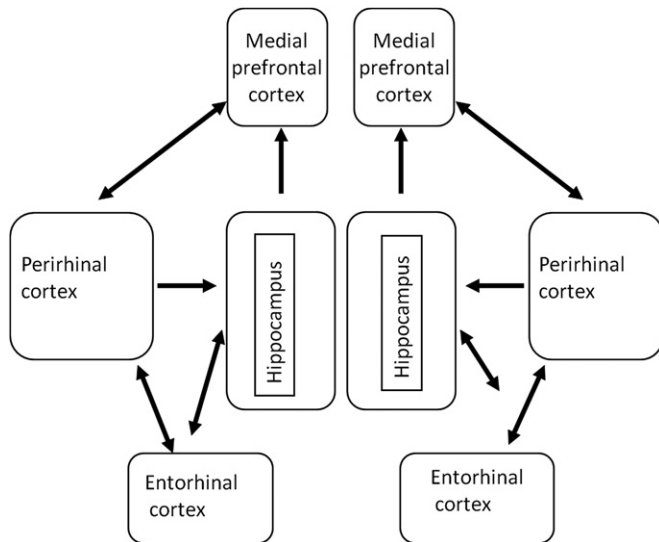 Medial
prefrontal
cortex
Medial
prefrontal
cortex
Perirhinal
cortex
Hippocampus
Hippocampus
Perirhinal
cortex
Entorhinal
cortex
Entorhinal
cortex